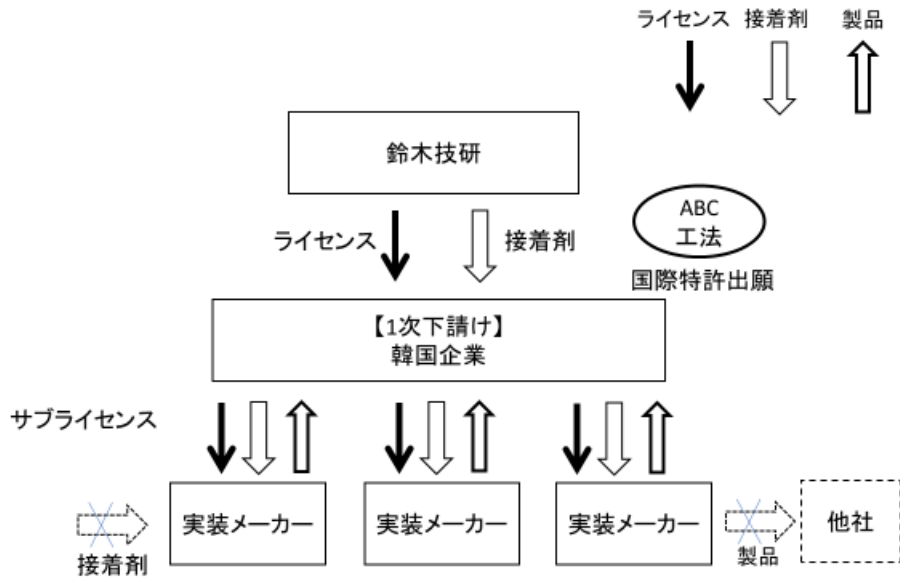 ライセンス 接着剤 製品
鈴木技研
ABC
工法
ライセンス
接着剤
国際特許出願
【1次下請け】
韓国企業
サブライセンス
実装メーカー
実装メーカー
実装メーカー
他社
接着剤
製品